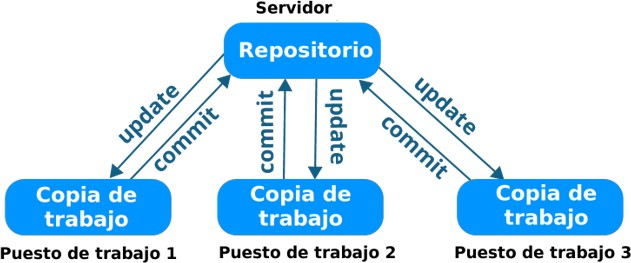 Servidor
Repositorio
update
commit
commit
update
update
commit
Copia de
trabajo
Copia de
trabajo
Copia de
trabajo
Puesto de trabajo 1
Puesto de trabajo 2
Puesto de trabajo 3